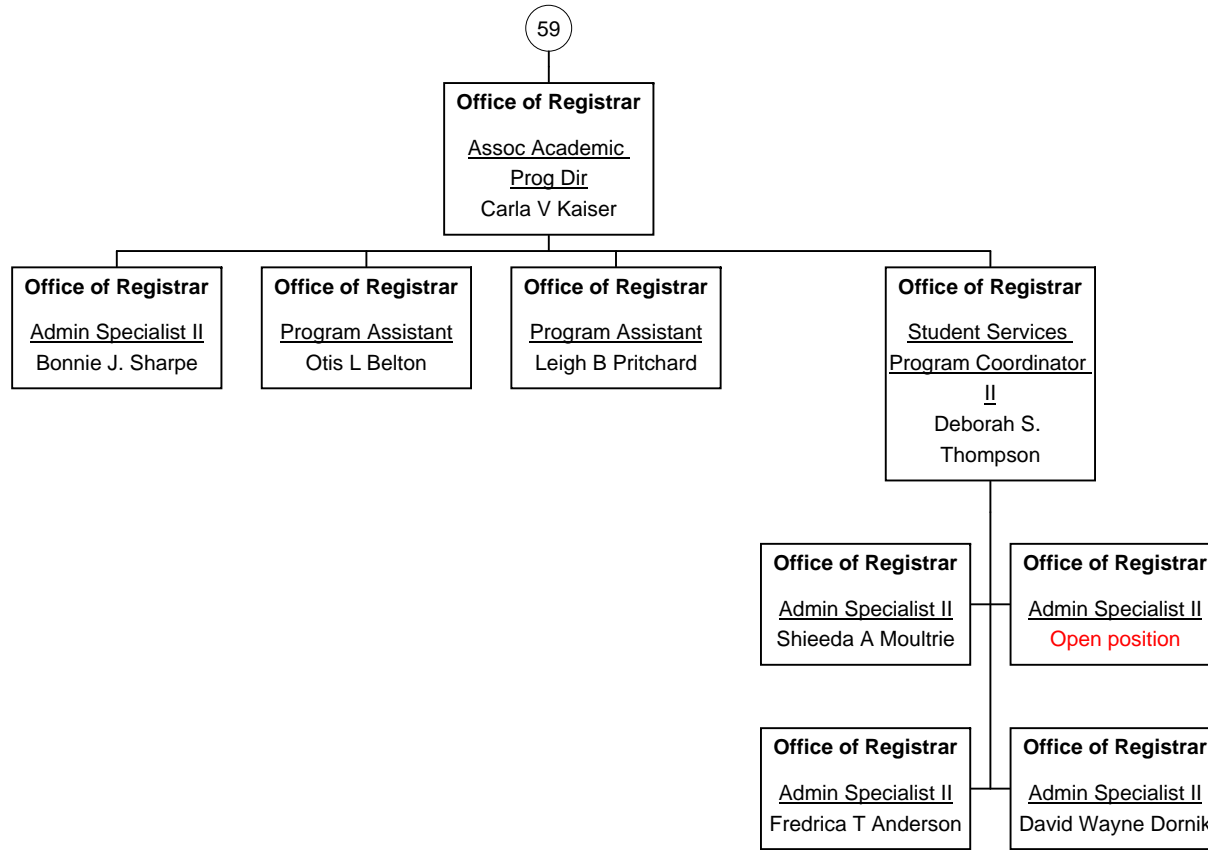 59
Office of Registrar
Assoc Academic
Prog Dir
Carla V Kaiser
Office of Registrar
Admin Specialist II
Bonnie J. Sharpe
Office of Registrar
Program Assistant
Otis L Belton
Office of Registrar
Program Assistant
Leigh B Pritchard
Office of Registrar
Student Services
Program Coordinator
II
Deborah S.
Thompson
Office of Registrar
Admin Specialist II
Shieeda A Moultrie
Office of Registrar
Admin Specialist II
Open position
Office of Registrar
Admin Specialist II
Fredrica T Anderson
Office of Registrar
Admin Specialist II
David Wayne Dornik